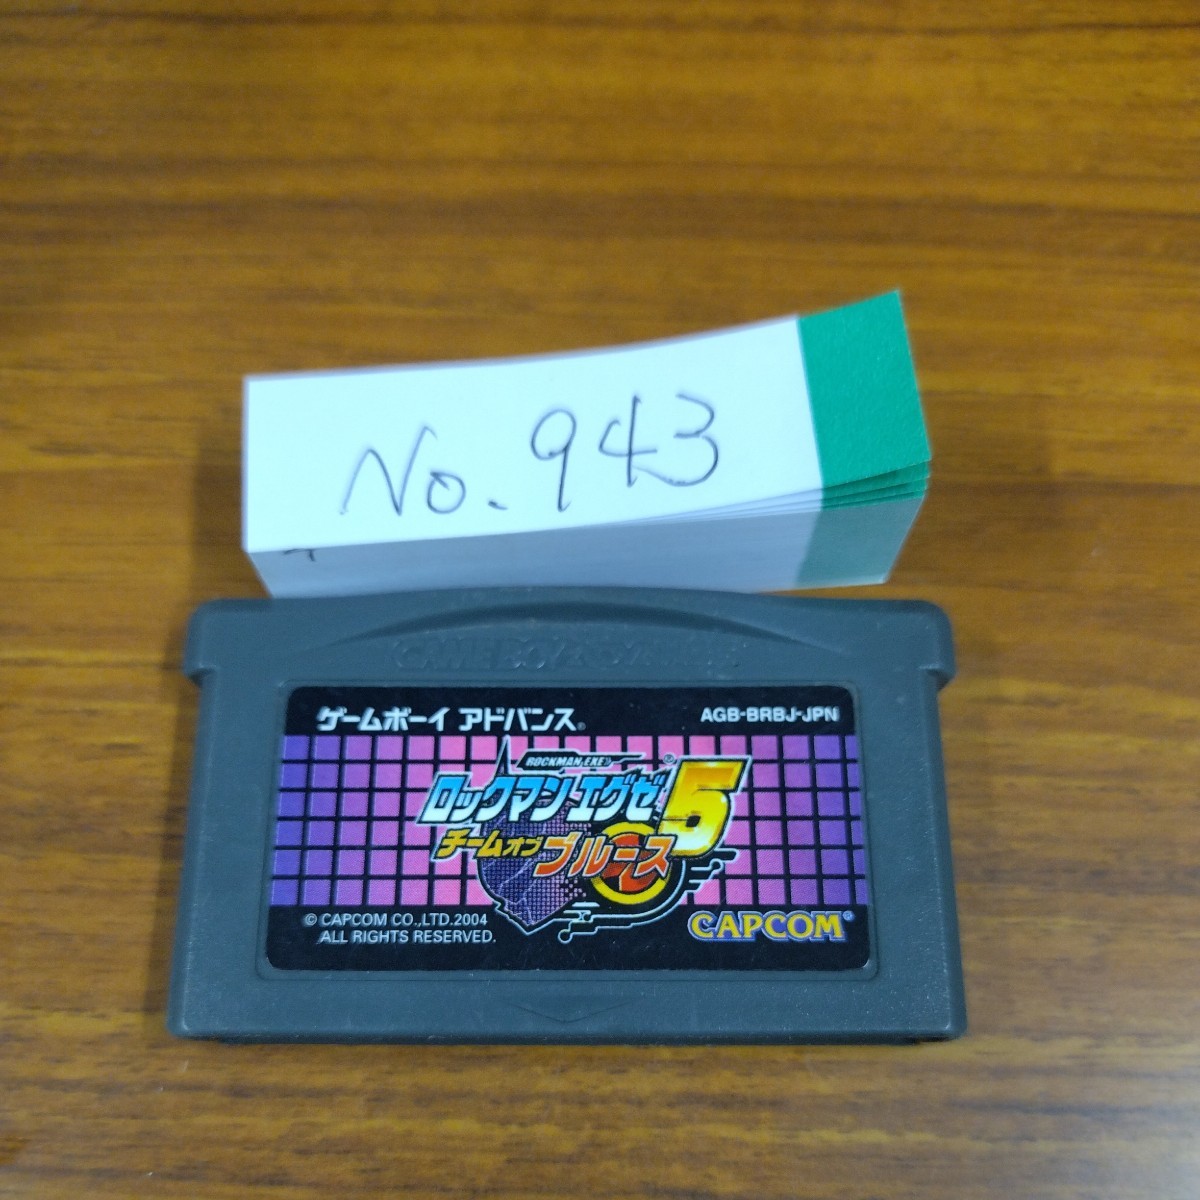 No. 943
GAME BOY ADVANCE
ゲームボーイ アドバンス®
AGB-BRBJ-JPN
ROCKMAN EXE
ロックマンエグゼ®5
チームオブ ブルース
© CAPCOM CO.,LTD.2004
ALL RIGHTS RESERVED.
CAPCOM®